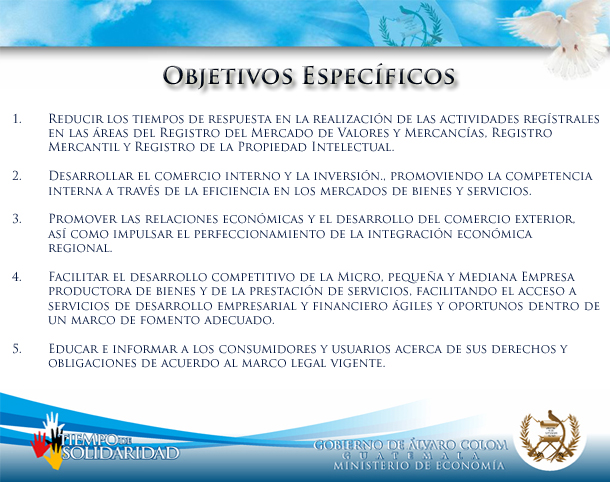 Objetivos Específicos
1. Reducir los tiempos de respuesta en la realización de las actividades regístrales
en las áreas del Registro del Mercado de Valores y Mercancías, Registro
Mercantil y Registro de la Propiedad Intelectual.
2. Desarrollar el comercio interno y la inversión., promoviendo la competencia
interna a través de la eficiencia en los mercados de bienes y servicios.
3. Promover las relaciones económicas y el desarrollo del comercio exterior,
así como impulsar el perfeccionamiento de la integración económica
regional.
4. Facilitar el desarrollo competitivo de la Micro, pequeña y Mediana Empresa
productora de bienes y de la prestación de servicios, facilitando el acceso a
servicios de desarrollo empresarial y financiero ágiles y oportunos dentro de
un marco de fomento adecuado.
5. Educar e informar a los consumidores y usuarios acerca de sus derechos y
obligaciones de acuerdo al marco legal vigente.
TIEMPO DE
SOLIDARIDAD
GOBIERNO DE ÁLVARO COLOM
GUATEMALA
MINISTERIO DE ECONOMÍA